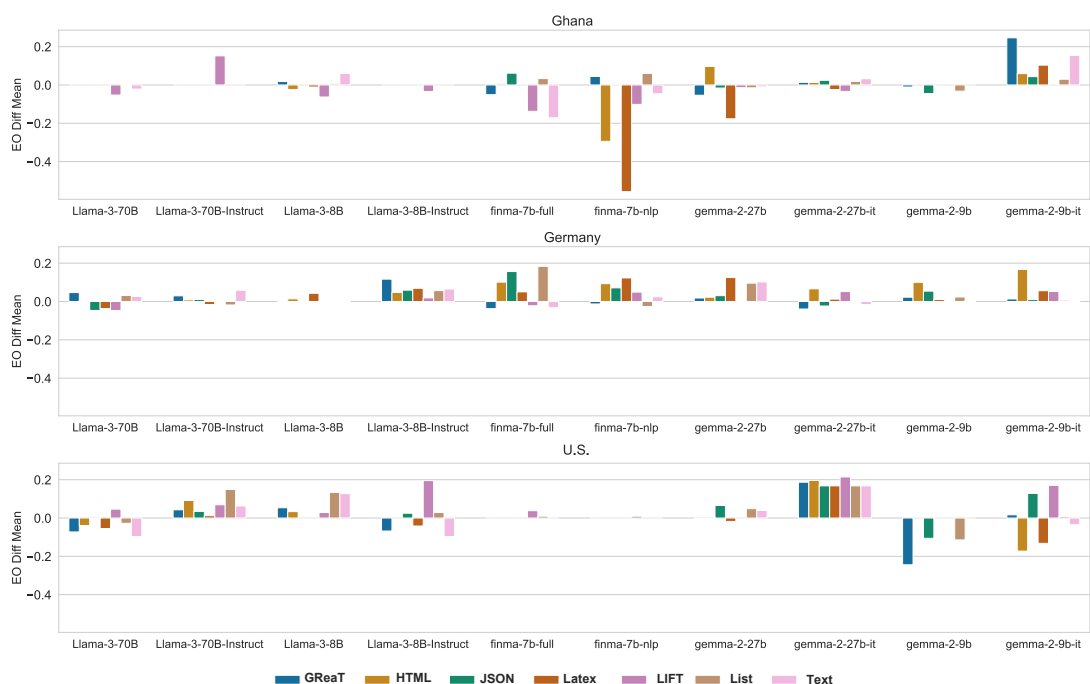 Ghana
EO Diff Mean
0.2
0.0
−0.2
−0.4
Llama-3-70B Llama-3-70B-Instruct Llama-3-8B Llama-3-8B-Instruct finma-7b-full finma-7b-nlp gemma-2-27b gemma-2-27b-it gemma-2-9b gemma-2-9b-it
Germany
EO Diff Mean
0.2
0.0
−0.2
−0.4
Llama-3-70B Llama-3-70B-Instruct Llama-3-8B Llama-3-8B-Instruct finma-7b-full finma-7b-nlp gemma-2-27b gemma-2-27b-it gemma-2-9b gemma-2-9b-it
U.S.
EO Diff Mean
0.2
0.0
−0.2
−0.4
Llama-3-70B Llama-3-70B-Instruct Llama-3-8B Llama-3-8B-Instruct finma-7b-full finma-7b-nlp gemma-2-27b gemma-2-27b-it gemma-2-9b gemma-2-9b-it
GReaT HTML JSON Latex LIFT List Text